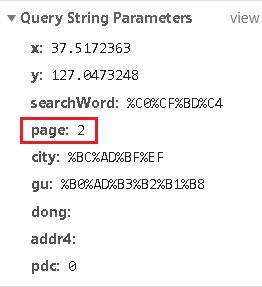 ▼ Query String Parameters view
x: 37.5172363
y: 127.0473248
searchWord: %C0%CF%BD%C4
page: 2
city: %BC%AD%BF%EF
gu: %B0%AD%B3%B2%B1%B8
dong:
addr4:
pdc: 0